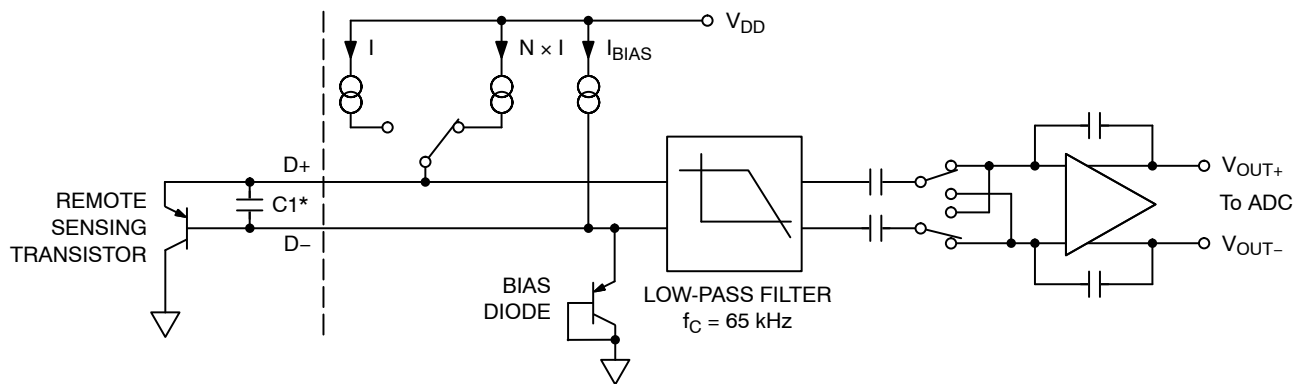 V_DD
I
N × I
I_BIAS
D+
REMOTE
SENSING
TRANSISTOR
C1*
D−
V_OUT+
To ADC
V_OUT−
BIAS
DIODE
LOW-PASS FILTER
f_C = 65 kHz